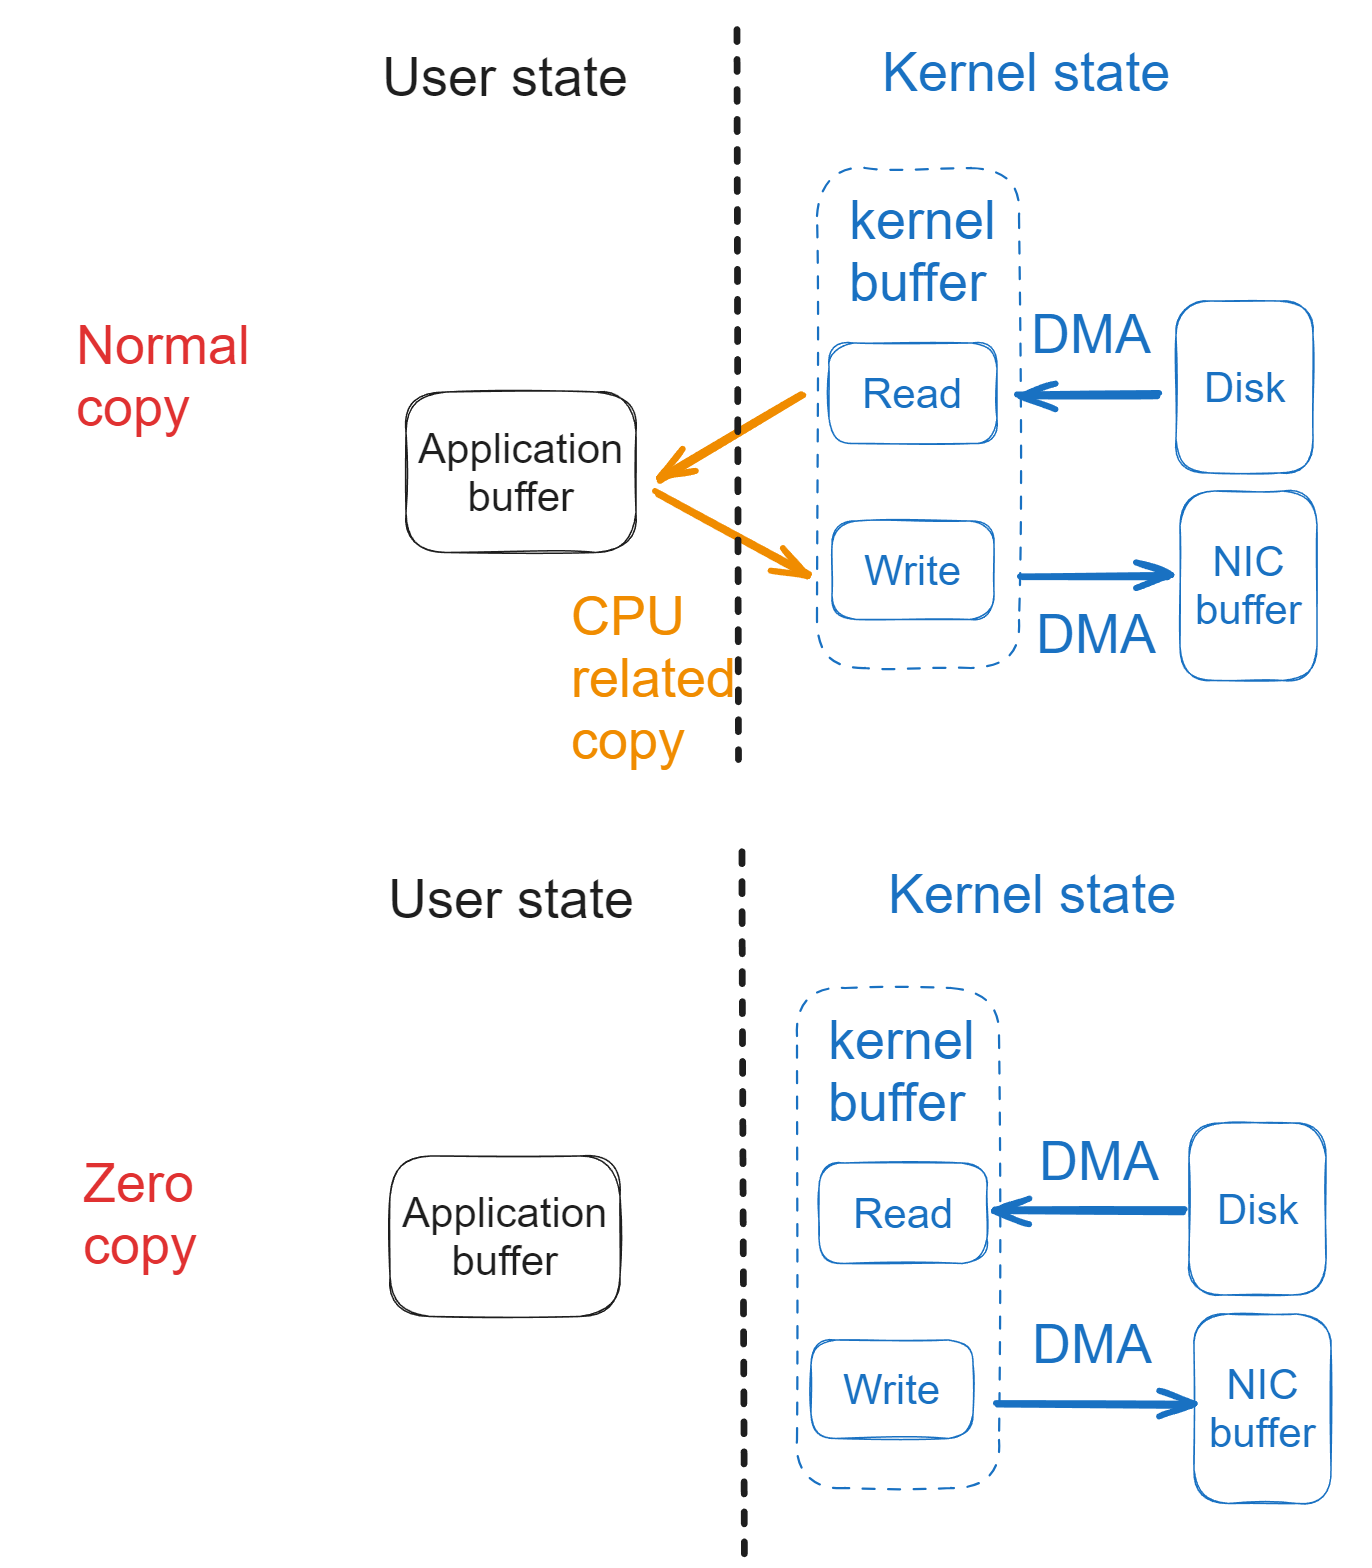 User state
Kernel state
kernel
buffer
Normal
copy
DMA
Read
Disk
Application
buffer
Write
NIC
buffer
DMA
CPU
related
copy
User state
Kernel state
kernel
buffer
Zero
copy
DMA
Read
Disk
Application
buffer
DMA
Write
NIC
buffer